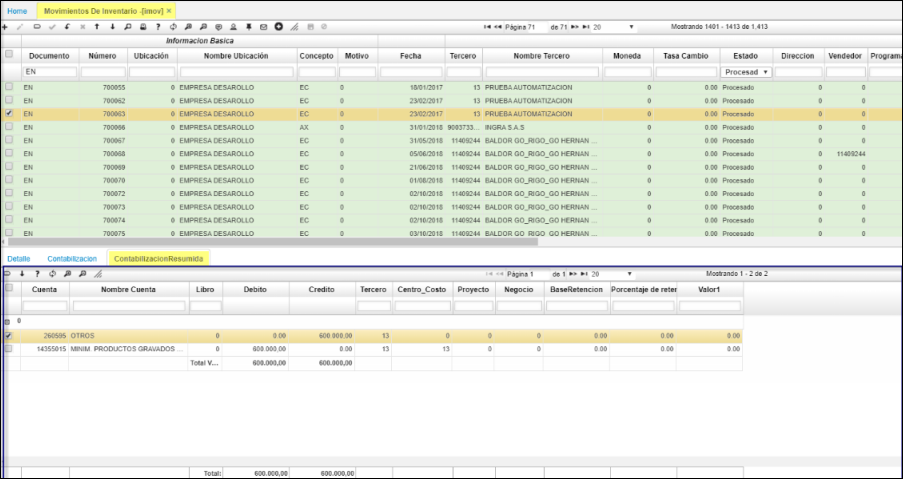 Home Movimientos De Inventario -[imov] ×
Página 71 de 71 20 Mostrando 1401 - 1413 de 1,413
Informacion Basica
Documento Número Ubicación Nombre Ubicación Concepto Motivo Fecha Tercero Nombre Tercero Moneda Tasa Cambio Estado Direccion Vendedor Programa
EN Procesad
EN 700055 0 EMPRESA DESAROLLO EC 0 18/01/2017 13 PRUEBA AUTOMATIZACION 0 0.00 Procesado 0 0
EN 700062 0 EMPRESA DESAROLLO EC 0 23/02/2017 13 PRUEBA AUTOMATIZACION 0 0.00 Procesado 0 0
EN 700063 0 EMPRESA DESAROLLO EC 0 23/02/2017 13 PRUEBA AUTOMATIZACION 0 0.00 Procesado 0 0
EN 700066 0 EMPRESA DESAROLLO AX 0 31/01/2018 9003733... INGRA S.A.S 0 0.00 Procesado 0 0
EN 700067 0 EMPRESA DESAROLLO EC 0 31/05/2018 11409244 BALDOR GO_RIGO_GO HERNAN ... 0 0.00 Procesado 0 0
EN 700068 0 EMPRESA DESAROLLO EC 0 05/06/2018 11409244 BALDOR GO_RIGO_GO HERNAN ... 0 0.00 Procesado 0 11409244
EN 700069 0 EMPRESA DESAROLLO EC 0 21/06/2018 11409244 BALDOR GO_RIGO_GO HERNAN ... 0 0.00 Procesado 0 0
EN 700070 0 EMPRESA DESAROLLO EC 0 01/08/2018 11409244 BALDOR GO_RIGO_GO HERNAN ... 0 0.00 Procesado 0 0
EN 700072 0 EMPRESA DESAROLLO EC 0 02/10/2018 11409244 BALDOR GO_RIGO_GO HERNAN ... 0 0.00 Procesado 0 0
EN 700073 0 EMPRESA DESAROLLO EC 0 02/10/2018 11409244 BALDOR GO_RIGO_GO HERNAN ... 0 0.00 Procesado 0 0
EN 700074 0 EMPRESA DESAROLLO EC 0 02/10/2018 11409244 BALDOR GO_RIGO_GO HERNAN ... 0 0.00 Procesado 0 0
EN 700075 0 EMPRESA DESAROLLO EC 0 03/10/2018 11409244 BALDOR GO_RIGO_GO HERNAN ... 0 0.00 Procesado 0 0
Detalle Contabilizacion ContabilizacionResumida
Página 1 de 1 20 Mostrando 1 - 2 de 2
Cuenta Nombre Cuenta Libro Debito Credito Tercero Centro_Costo Proyecto Negocio BaseRetencion Porcentaje de reter Valor1
0
260595 OTROS 0 0.00 600.000,00 13 0 0 0 0.00 0.00 0.00
14355015 MINIM. PRODUCTOS GRAVADOS ... 0 600.000,00 0.00 13 13 0 0 0.00 0.00 0.00
Total V... 600.000,00 600.000,00
Total: 600.000,00 600.000,00